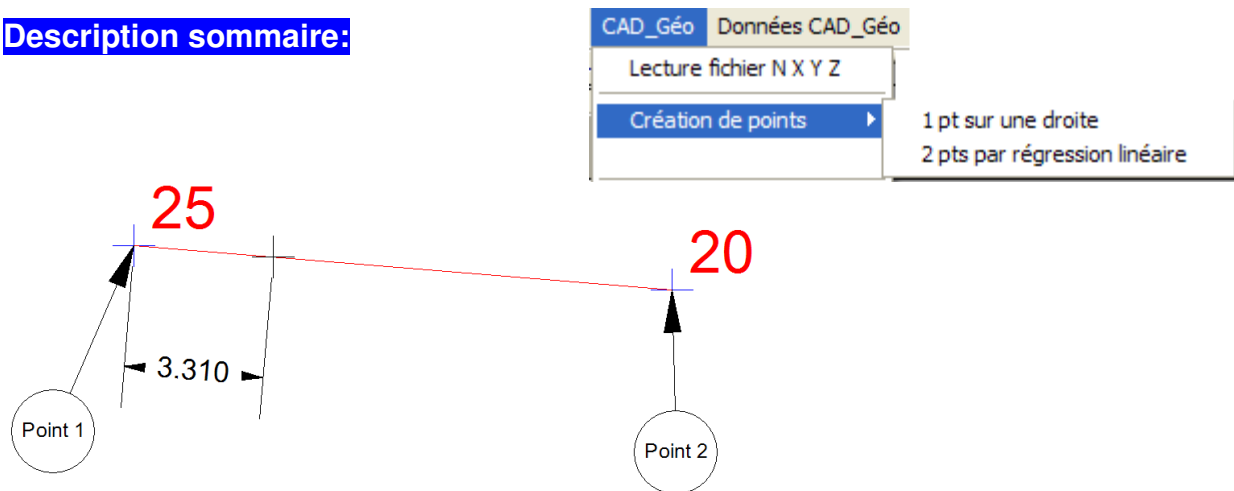 Description sommaire:
CAD_Géo Données CAD_Géo
Lecture fichier N X Y Z
Création de points
1 pt sur une droite
2 pts par régression linéaire
25
20
3.310
Point 1
Point 2